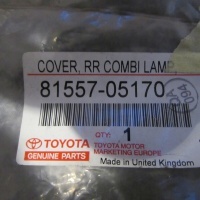 COVER, RR COMBI LAMP,
81557-05170
TOYOTA
GENUINE PARTS
QTY:
1
TOYOTA MOTOR
MARKETING EUROPE
Made in United Kingdom